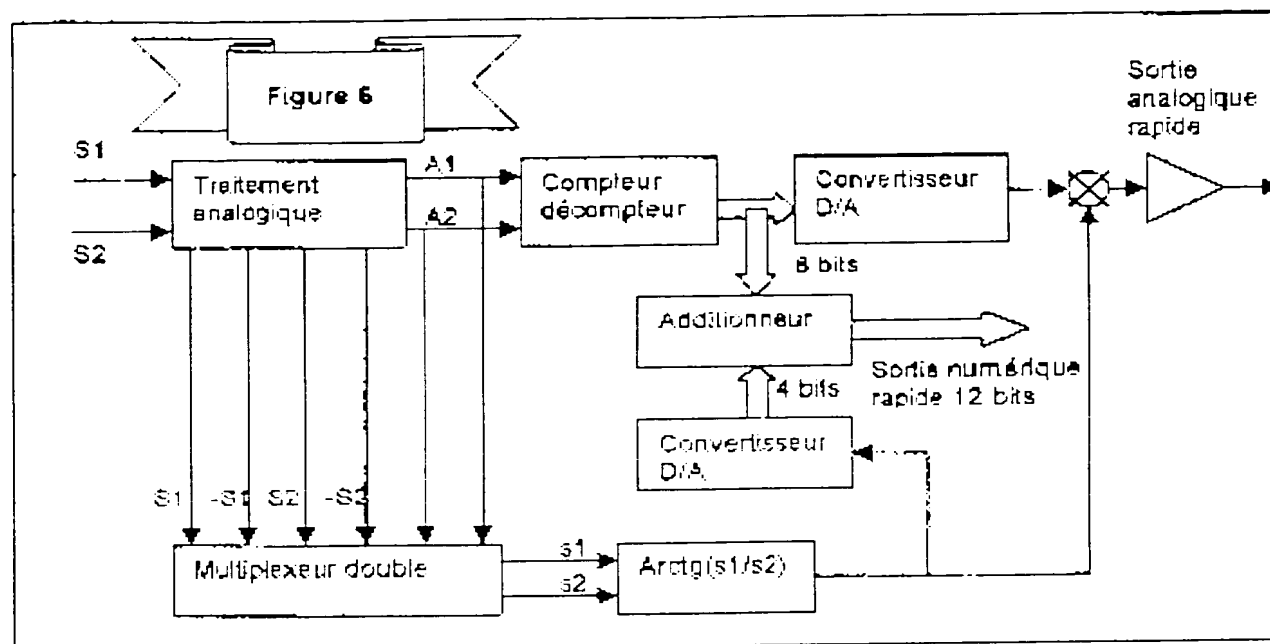 Figure 6
Sortie
analogique
rapide
S1
S2
Traitement
analogique
A1
A2
Compteur
décompteur
Convertisseur
D/A
8 bits
Additionneur
Sortie numérique
rapide 12 bits
4 bits
Convertisseur
D/A
S1 -S1 S2 -S2
Multiplexeur double
s1
s2
Arctg(s1/s2)